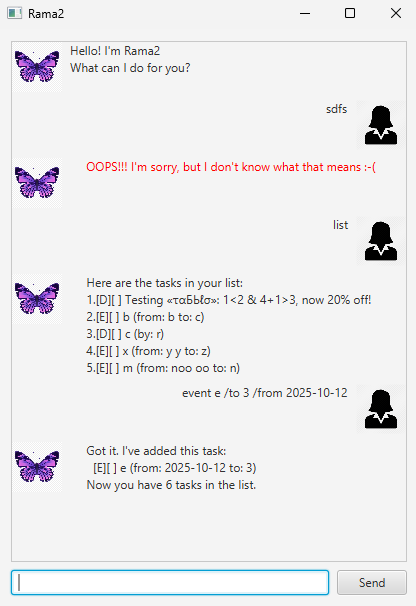 Rama2
Hello! I'm Rama2
What can I do for you?
sdfs
OOPS!!! I'm sorry, but I don't know what that means :-(
list
Here are the tasks in your list:
1.[D][ ] Testing «ταБЬℓσ»: 1<2 & 4+1>3, now 20% off!
2.[E][ ] b (from: b to: c)
3.[D][ ] c (by: r)
4.[E][ ] x (from: y y to: z)
5.[E][ ] m (from: noo oo to: n)
event e /to 3 /from 2025-10-12
Got it. I've added this task:
[E][ ] e (from: 2025-10-12 to: 3)
Now you have 6 tasks in the list.
Send